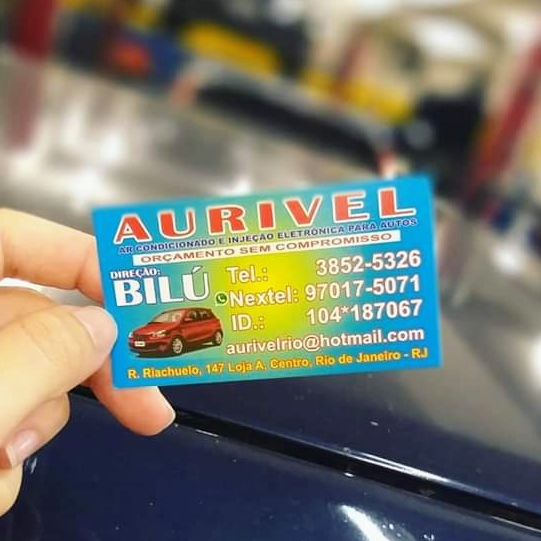 AURIVEL
AR CONDICIONADO E INJEÇÃO ELETRÔNICA PARA AUTOS
ORÇAMENTO SEM COMPROMISSO
DIREÇÃO:
BILÚ
Tel.: 3852-5326
Nextel: 97017-5071
ID.: 104*187067
aurivelrio@hotmail.com
R. Riachuelo, 147 Loja A, Centro, Rio de Janeiro - RJ